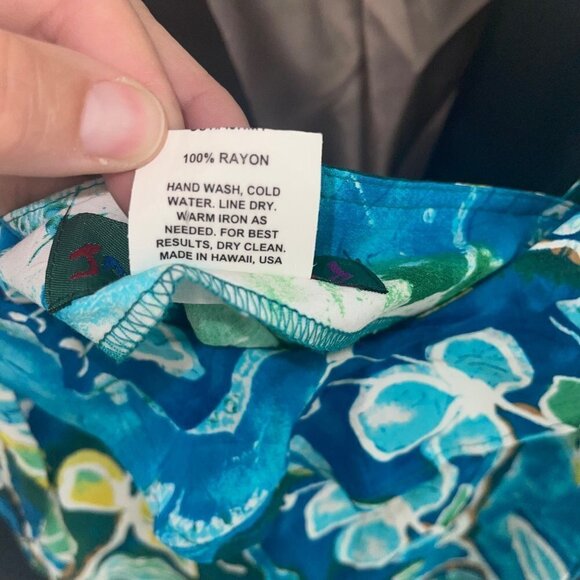 100% RAYON
HAND WASH, COLD
WATER. LINE DRY.
WARM IRON AS
NEEDED. FOR BEST
RESULTS, DRY CLEAN.
MADE IN HAWAII, USA